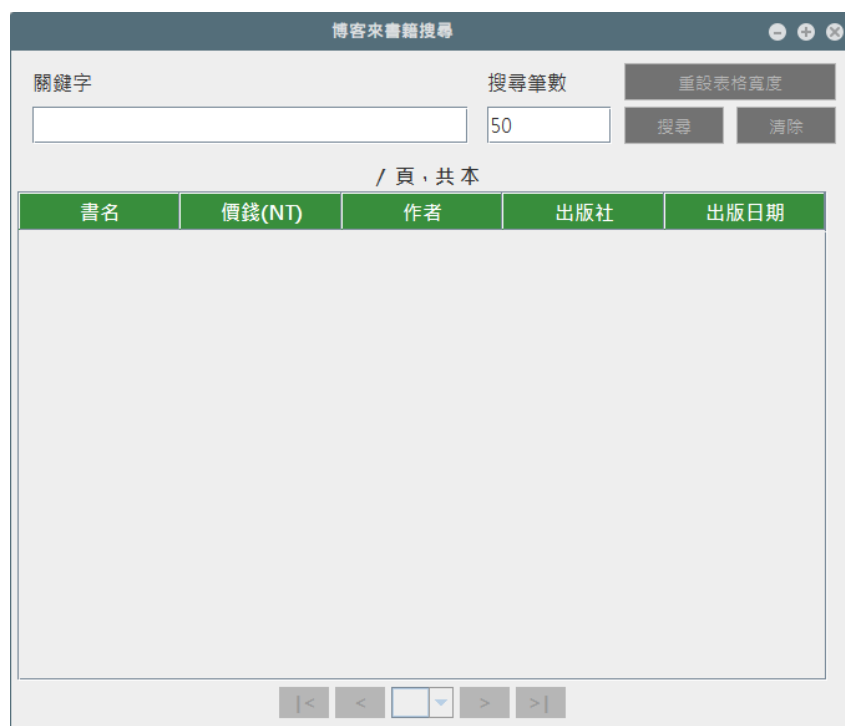 博客來書籍搜尋
關鍵字
搜尋筆數
重設表格寬度
50
搜尋
清除
/ 頁，共 本
書名 價錢(NT) 作者 出版社 出版日期
|< < > >|